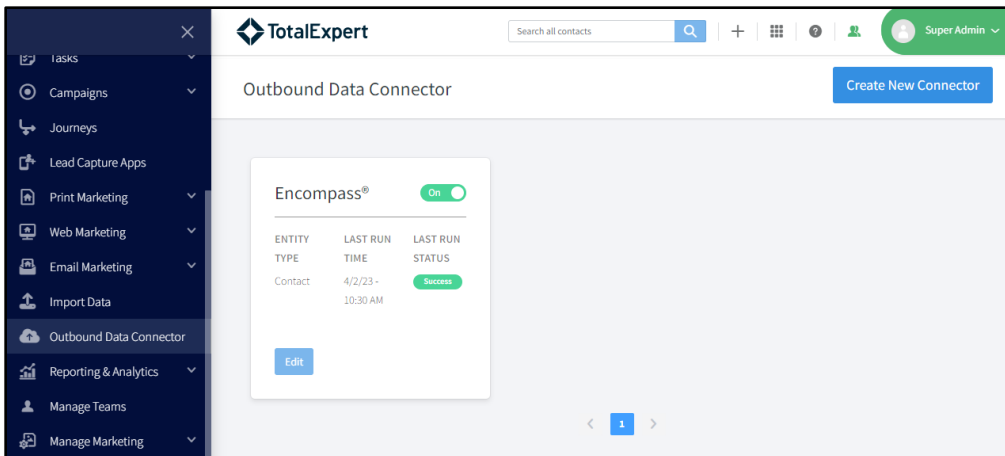 TotalExpert
Search all contacts
Super Admin
Tasks
Campaigns
Journeys
Lead Capture Apps
Print Marketing
Web Marketing
Email Marketing
Import Data
Outbound Data Connector
Reporting & Analytics
Manage Teams
Manage Marketing
Outbound Data Connector
Create New Connector
Encompass®
On
ENTITY TYPE
LAST RUN TIME
LAST RUN STATUS
Contact
4/2/23 -
10:30 AM
Success
Edit
1